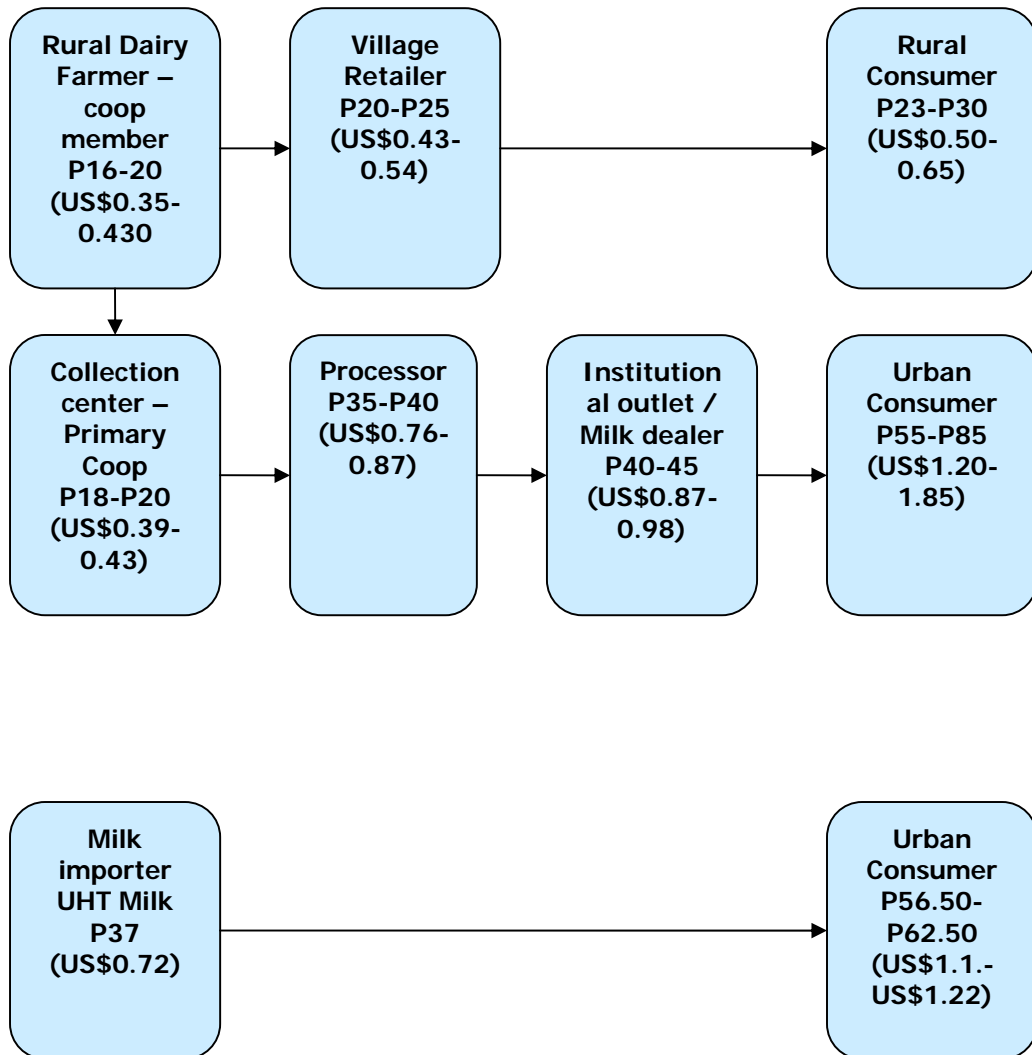 Rural Dairy
Farmer –
coop
member
P16-20
(US$0.35-
0.430
Village
Retailer
P20-P25
(US$0.43-
0.54)
Rural
Consumer
P23-P30
(US$0.50-
0.65)
Collection
center –
Primary
Coop
P18-P20
(US$0.39-
0.43)
Processor
P35-P40
(US$0.76-
0.87)
Institution
al outlet /
Milk dealer
P40-45
(US$0.87-
0.98)
Urban
Consumer
P55-P85
(US$1.20-
1.85)
Milk
importer
UHT Milk
P37
(US$0.72)
Urban
Consumer
P56.50-
P62.50
(US$1.1.-
US$1.22)